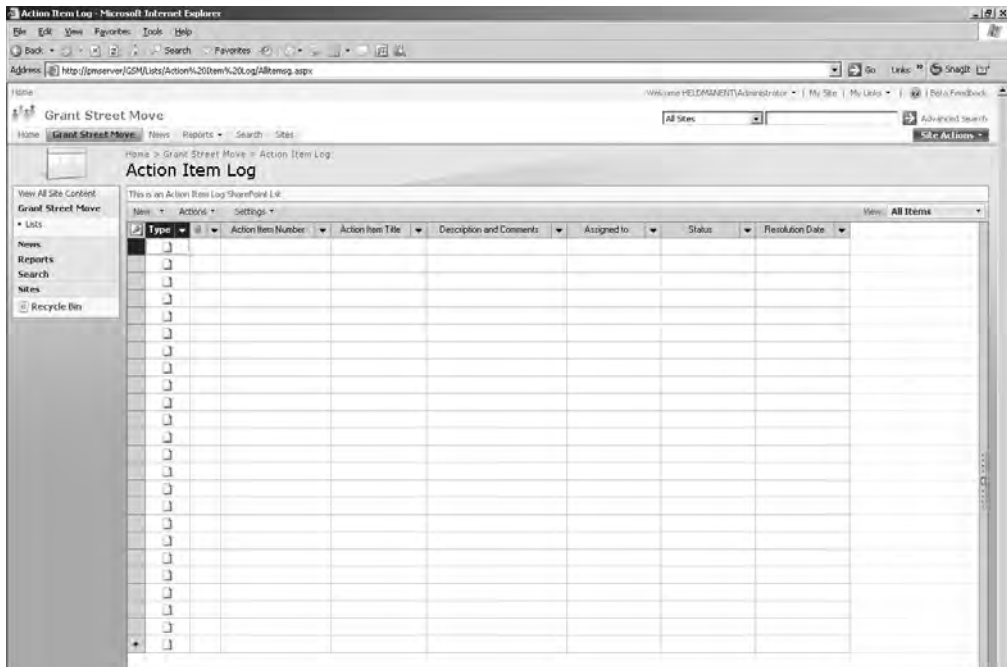 Action Item Log - Microsoft Internet Explorer
File Edit View Favorites Tools Help
Back Search Favorites
Address http://pmserver/GSM/Lists/Action%20Item%20Log/Allitemsg.aspx Go Links » SnagIt
Home Welcome HELDMANENT\Administrator | My Site | My Links | Beta Feedback
Grant Street Move All Sites Advanced Search
Home Grant Street Move News Reports Search Sites Site Actions
Home > Grant Street Move > Action Item Log
Action Item Log
View All Site Content This is an Action Item Log SharePoint List
Grant Street Move New Actions Settings View: All Items
• Lists Type Action Item Number Action Item Title Description and Comments Assigned to Status Resolution Date
News
Reports
Search
Sites
Recycle Bin